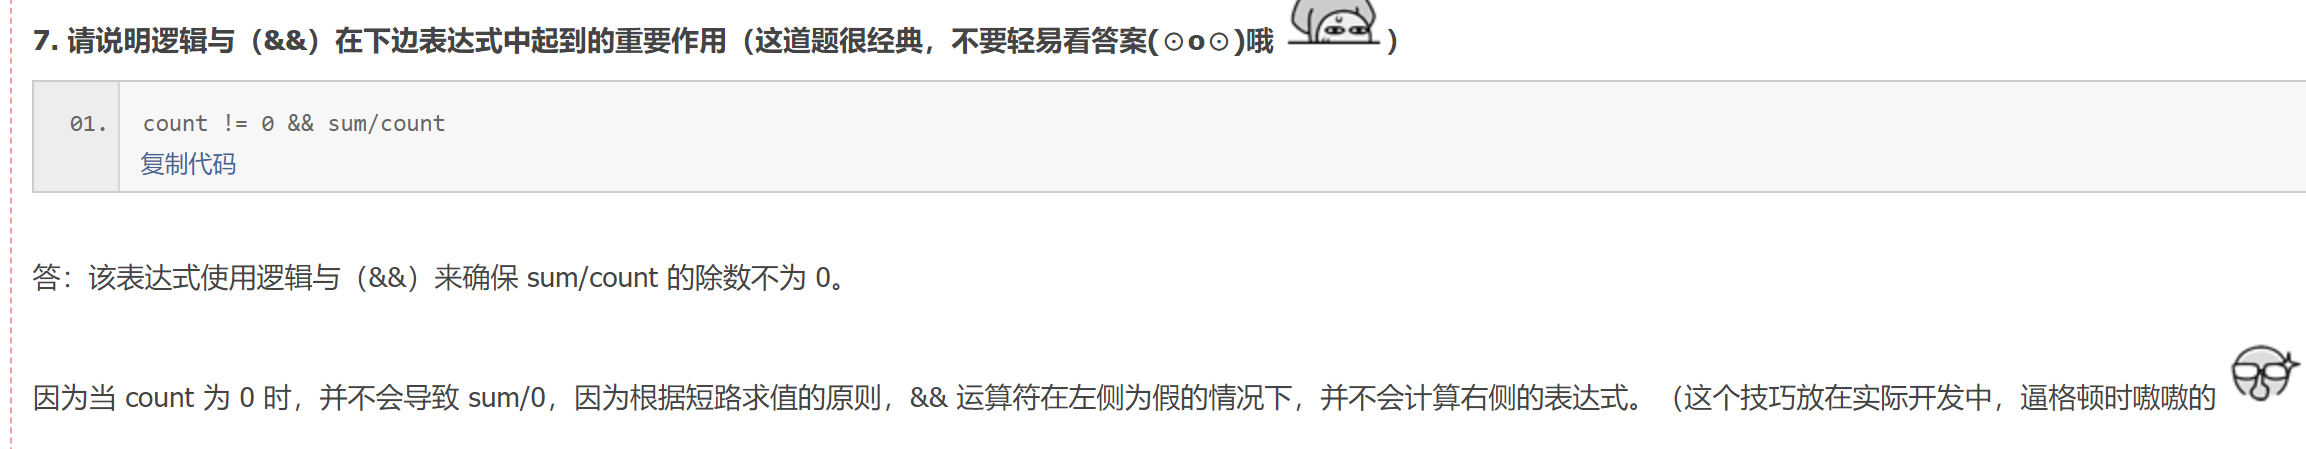 7. 请说明逻辑与（&&）在下边表达式中起到的重要作用（这道题很经典，不要轻易看答案(⊙o⊙)哦 ）
01. count != 0 && sum/count
复制代码
答：该表达式使用逻辑与（&&）来确保 sum/count 的除数不为 0。
因为当 count 为 0 时，并不会导致 sum/0，因为根据短路求值的原则，&& 运算符在左侧为假的情况下，并不会计算右侧的表达式。（这个技巧放在实际开发中，逼格顿时嗷嗷的